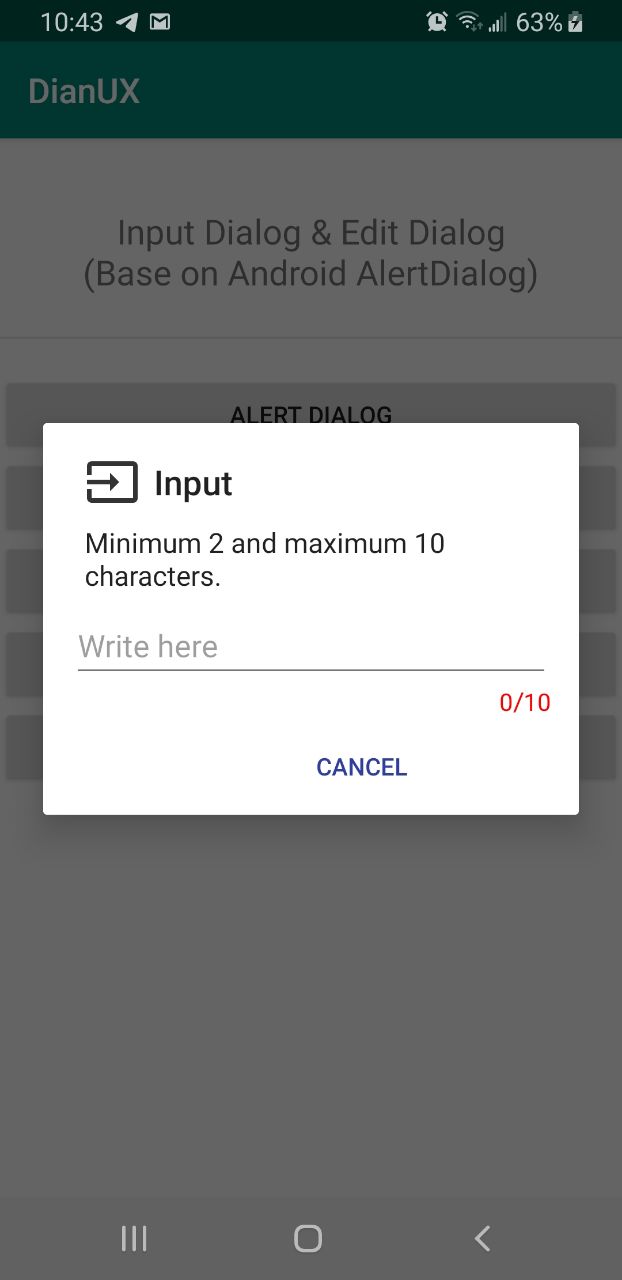 10:43 63%
DianUX
Input Dialog & Edit Dialog
(Base on Android AlertDialog)
ALERT DIALOG
Input
Minimum 2 and maximum 10
characters.
Write here
0/10
CANCEL